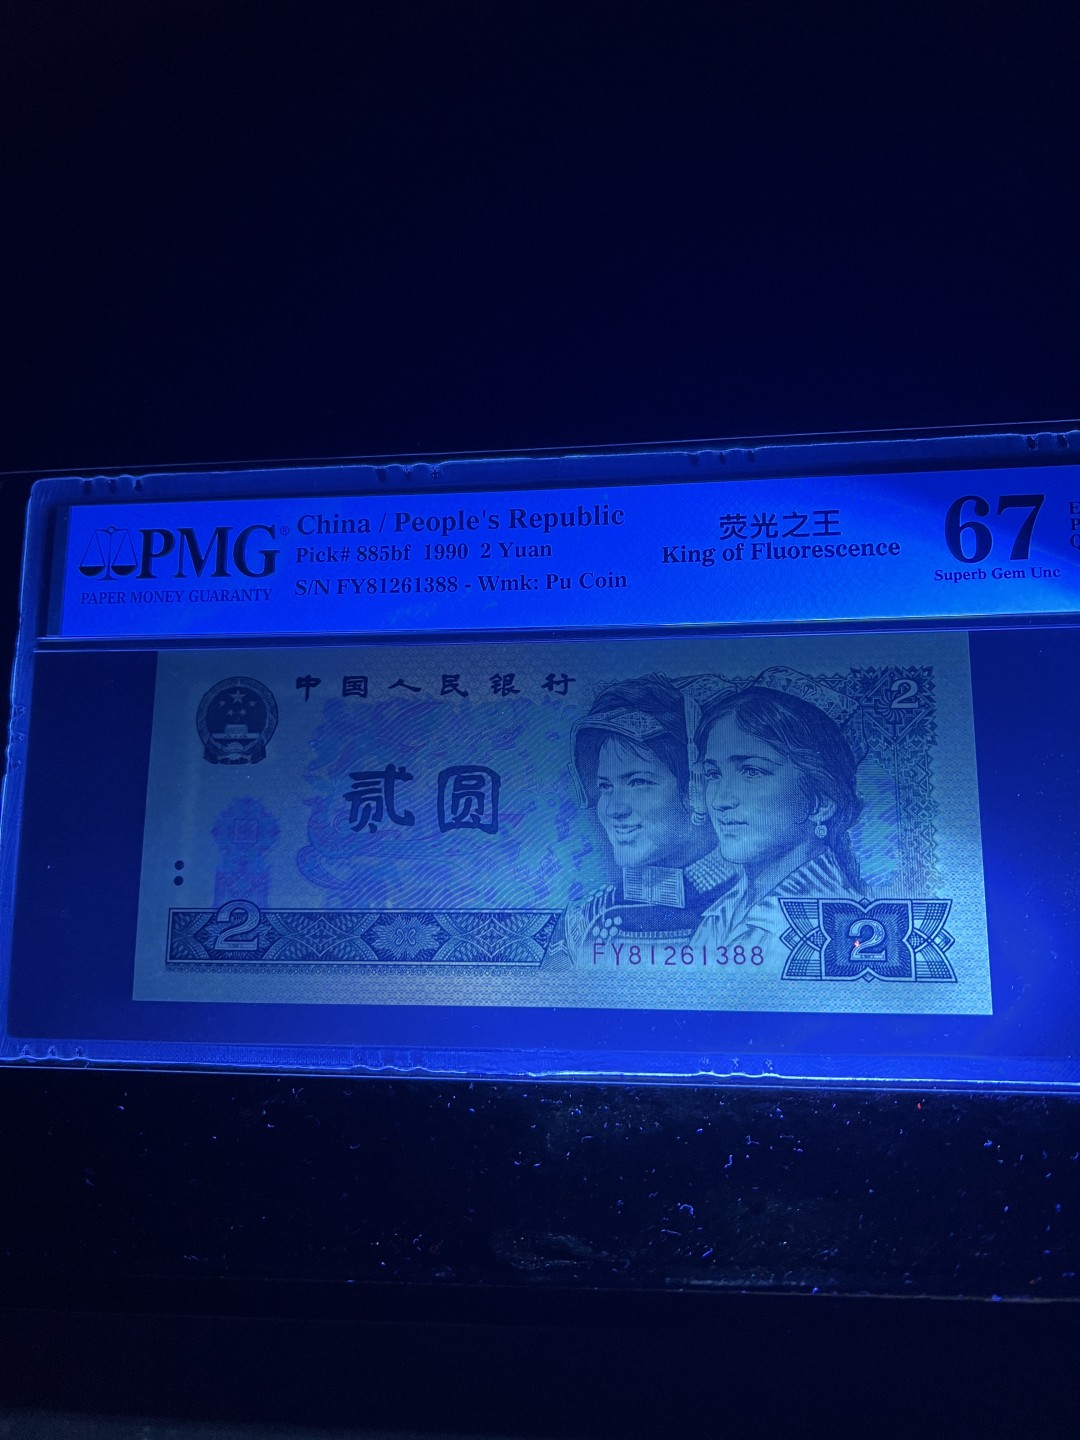 PMG®
PAPER MONEY GUARANTY
China / People's Republic
Pick# 885bf 1990 2 Yuan
S/N FY81261388 - Wmk: Pu Coin
荧光之王
King of Fluorescence
67
Superb Gem Unc
E
P
Q
中国人民银行
2
贰圆
2
FY81261388
2